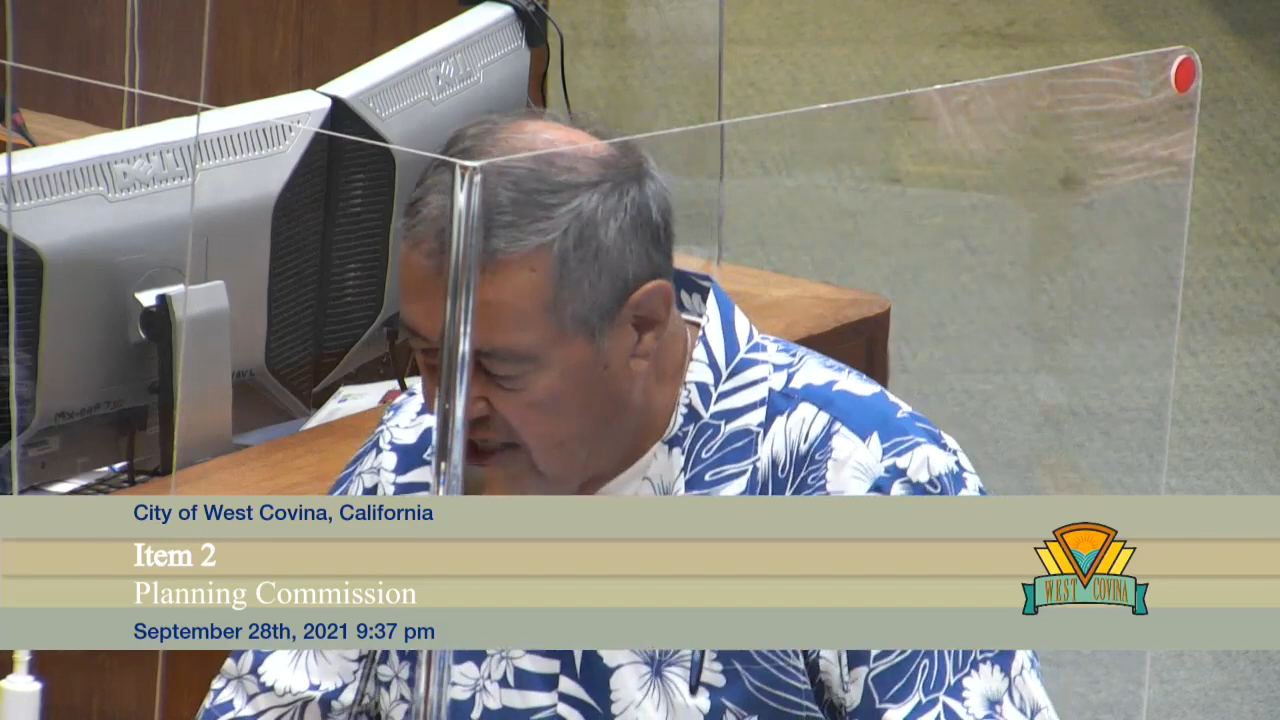 DELL
DELL
City of West Covina, California
Item 2
Planning Commission
WEST COVINA
September 28th, 2021 9:37 pm